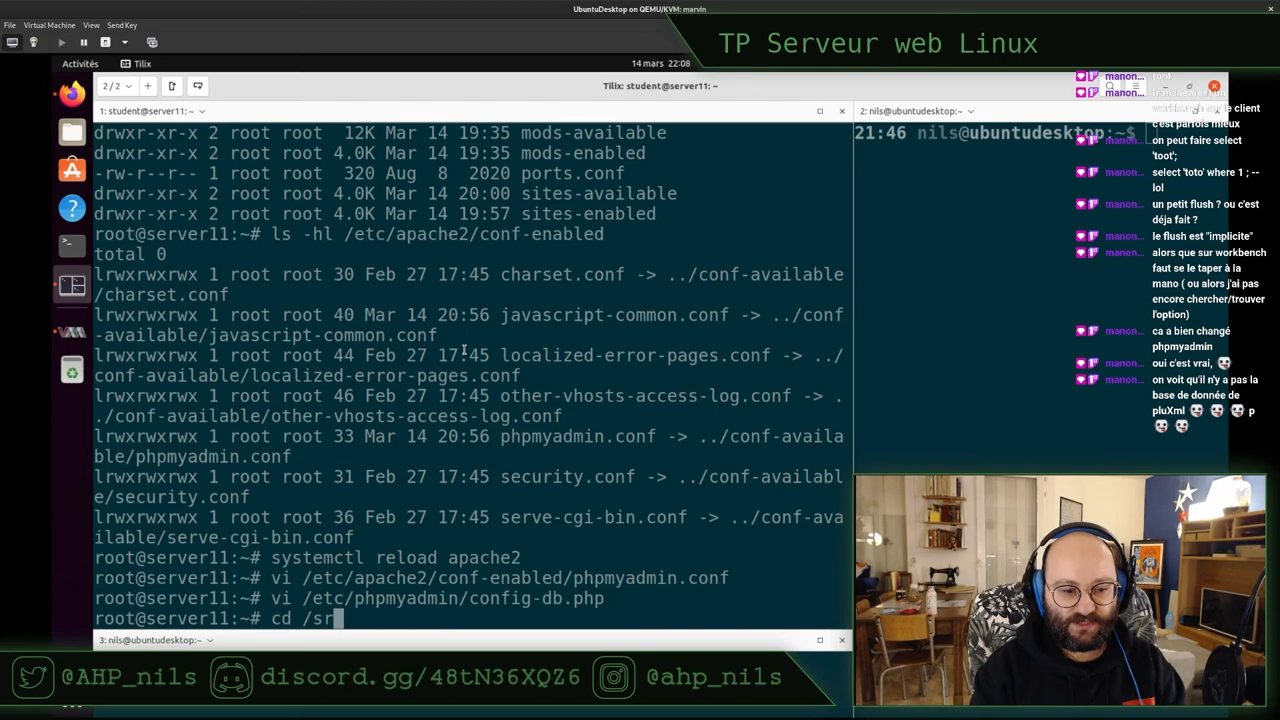 UbuntuDesktop on QEMU/KVM: marvin
File Virtual Machine View Send Key
TP Serveur web Linux
Activités Tilix 14 mars 22:08
2/2 Tilix: student@server11: ~
1: student@server11:~
drwxr-xr-x 2 root root 12K Mar 14 19:35 mods-available
drwxr-xr-x 2 root root 4.0K Mar 14 19:35 mods-enabled
-rw-r--r-- 1 root root 320 Aug 8 2020 ports.conf
drwxr-xr-x 2 root root 4.0K Mar 14 20:00 sites-available
drwxr-xr-x 2 root root 4.0K Mar 14 19:57 sites-enabled
root@server11:~# ls -hl /etc/apache2/conf-enabled
total 0
lrwxrwxrwx 1 root root 30 Feb 27 17:45 charset.conf -> ../conf-available
/charset.conf
lrwxrwxrwx 1 root root 40 Mar 14 20:56 javascript-common.conf -> ../conf
-available/javascript-common.conf
lrwxrwxrwx 1 root root 44 Feb 27 17:45 localized-error-pages.conf -> ../
conf-available/localized-error-pages.conf
lrwxrwxrwx 1 root root 46 Feb 27 17:45 other-vhosts-access-log.conf -> .
./conf-available/other-vhosts-access-log.conf
lrwxrwxrwx 1 root root 33 Mar 14 20:56 phpmyadmin.conf -> ../conf-availa
ble/phpmyadmin.conf
lrwxrwxrwx 1 root root 31 Feb 27 17:45 security.conf -> ../conf-availabl
e/security.conf
lrwxrwxrwx 1 root root 36 Feb 27 17:45 serve-cgi-bin.conf -> ../conf-ava
ilable/serve-cgi-bin.conf
root@server11:~# systemctl reload apache2
root@server11:~# vi /etc/apache2/conf-enabled/phpmyadmin.conf
root@server11:~# vi /etc/phpmyadmin/config-db.php
root@server11:~# cd /sr
2: nils@ubuntudesktop:~
21:46 nils@ubuntudesktop:~$
manon...
manon...
client
c'est parfois mieux
manon... on peut faire select
'toot';
manon... select 'toto' where 1 ; --
lol
manon... un petit flush ? ou c'est
déja fait ?
manon... le flush est "implicite"
manon... alors que sur workbench
faut se le taper à la
mano ( ou alors j'ai pas
encore chercher/trouver
l'option)
manon... ca a bien changé
phpmyadmin
manon... oui c'est vrai,
manon... on voit qu'il n'y a pas la
base de donnée de
pluXml p
3: nils@ubuntudesktop:~
@AHP_nils discord.gg/48tN36XQZ6 @ahp_nils